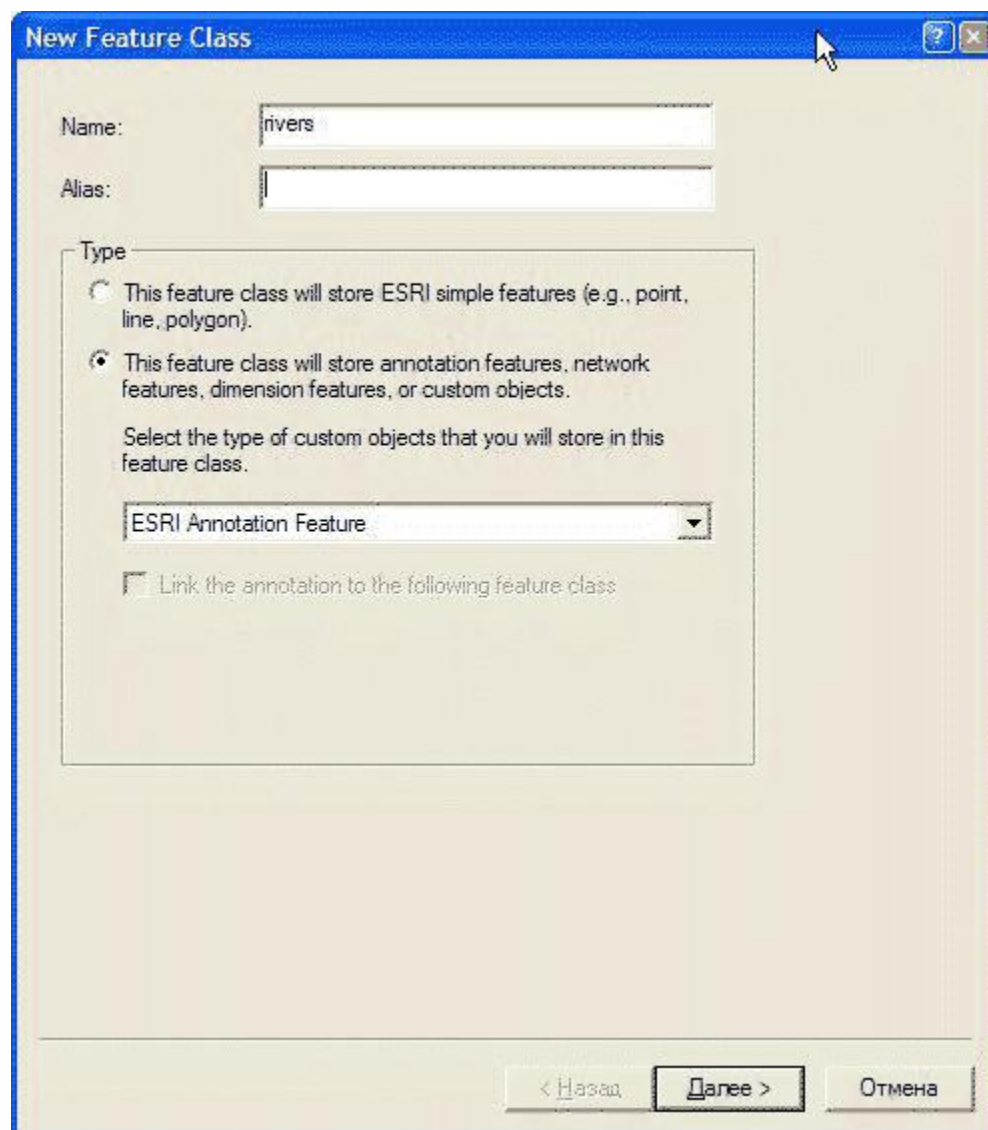 New Feature Class
Name:
rivers
Alias:
Type
This feature class will store ESRI simple features (e.g., point,
line, polygon).
This feature class will store annotation features, network
features, dimension features, or custom objects.
Select the type of custom objects that you will store in this
feature class.
ESRI Annotation Feature
Link the annotation to the following feature class
< Назад
Далее >
Отмена